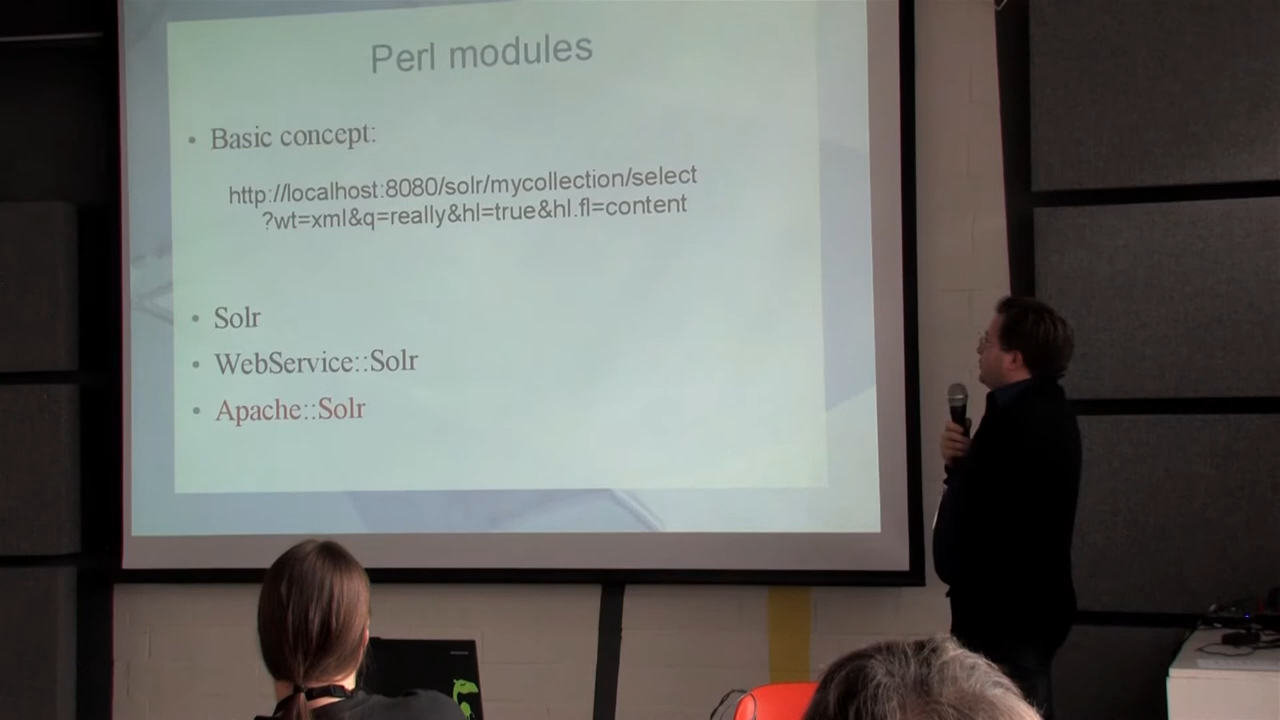 Perl modules
• Basic concept:
http://localhost:8080/solr/mycollection/select
?wt=xml&q=really&hl=true&hl.fl=content
• Solr
• WebService::Solr
• Apache::Solr